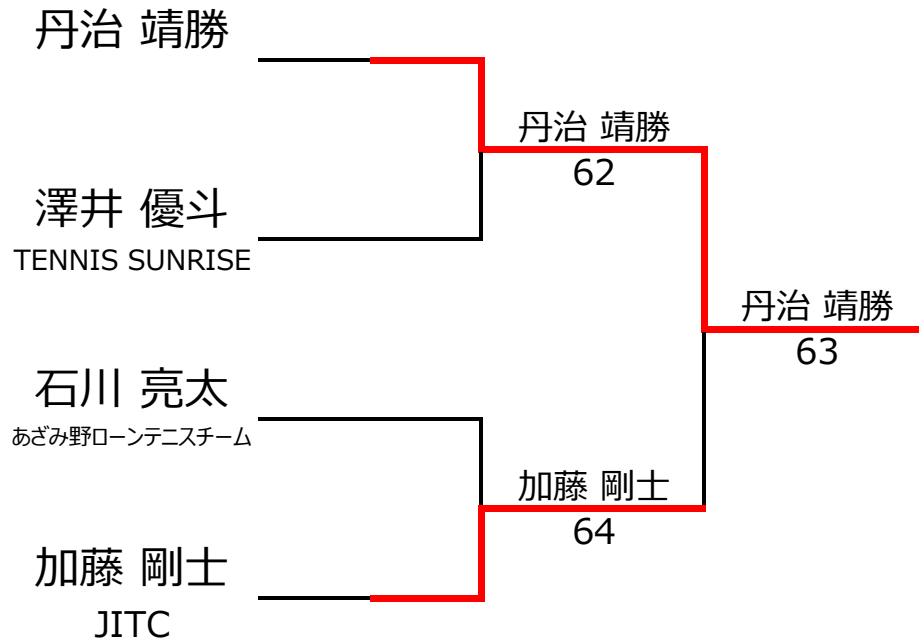 丹治 靖勝
澤井 優斗
TENNIS SUNRISE
石川 亮太
あざみ野ローンテニスチーム
加藤 剛士
JITC
丹治 靖勝
62
加藤 剛士
64
丹治 靖勝
63